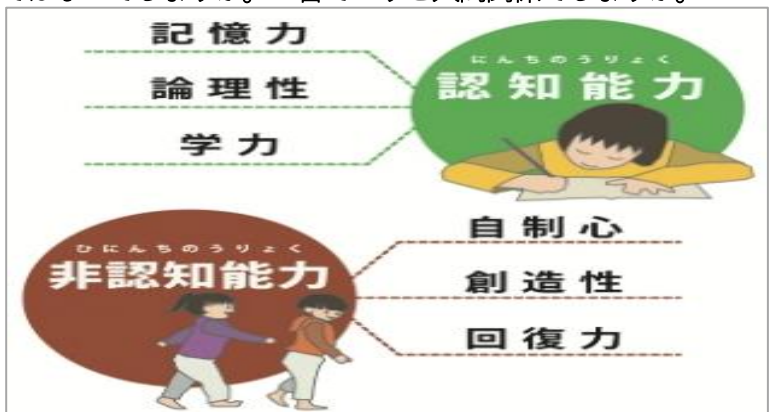 記憶力
論理性
学力
にんちのうりょく
認知能力
ひにんちのうりょく
非認知能力
自制心
創造性
回復力